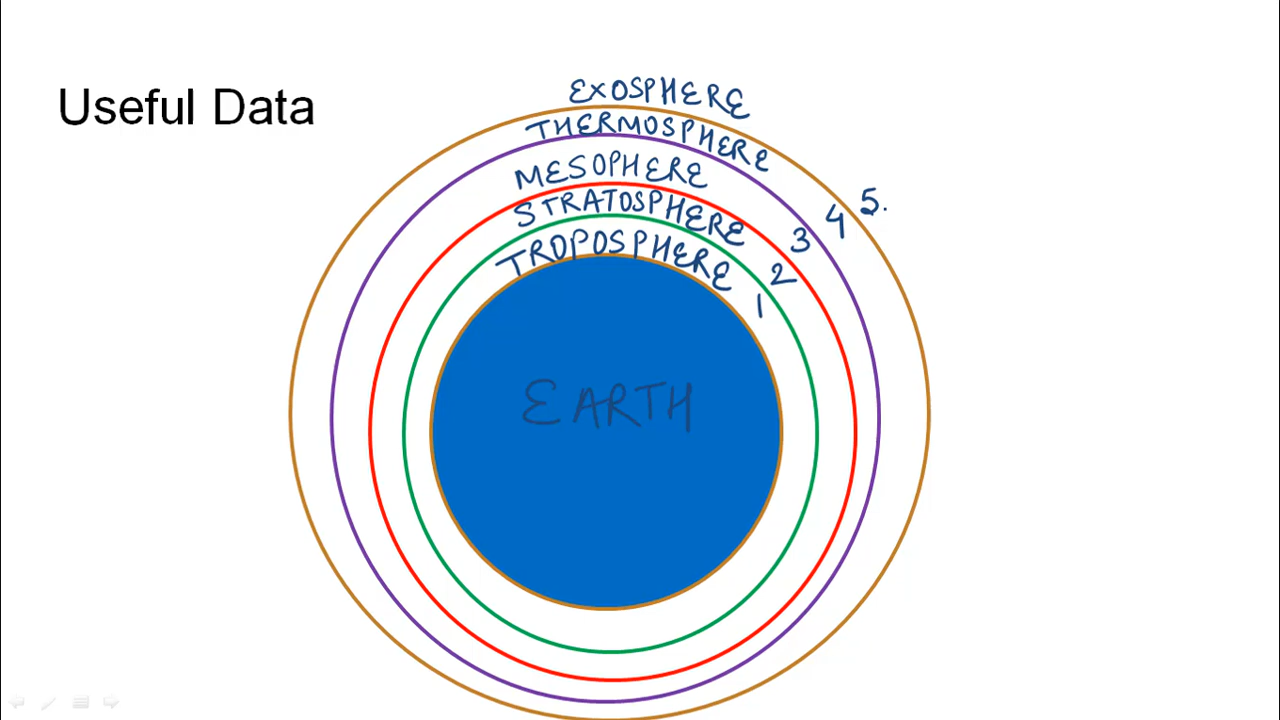 Useful Data
EXOSPHERE
THERMOSPHERE
MESOPHERE
STRATOSPHERE
TROPOSPHERE
1
2
3
4
5.
EARTH